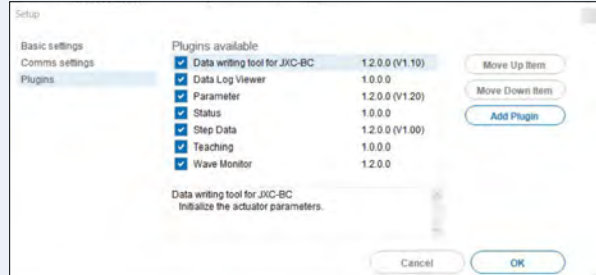 Setup
Basic settings
Comms settings
Plugins
Plugins available
Data writing tool for JXC-BC 1.2.0.0 (V1.10)
Data Log Viewer 1.0.0.0
Parameter 1.2.0.0 (V1.20)
Status 1.0.0.0
Step Data 1.2.0.0 (V1.00)
Teaching 1.0.0.0
Wave Monitor 1.2.0.0
Move Up Item
Move Down Item
Add Plugin
Data writing tool for JXC-BC
Initialize the actuator parameters.
Cancel
OK